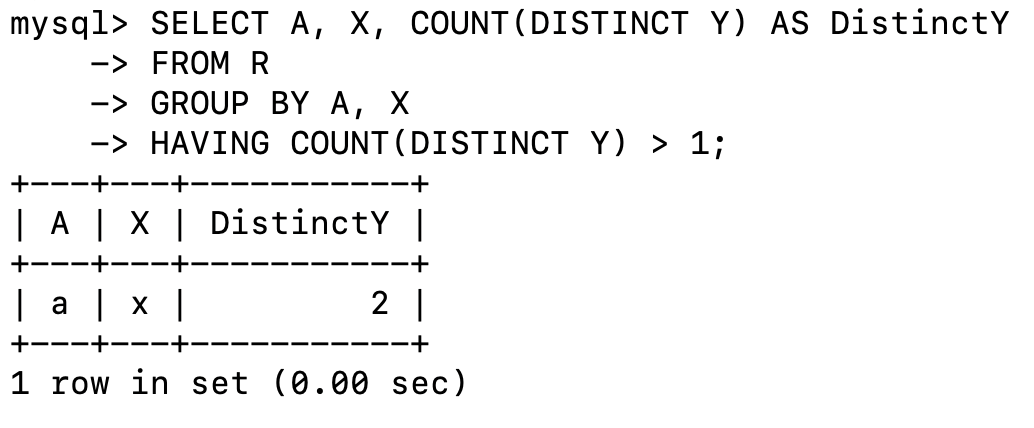 mysql> SELECT A, X, COUNT(DISTINCT Y) AS DistinctY
    -> FROM R
    -> GROUP BY A, X
    -> HAVING COUNT(DISTINCT Y) > 1;
+---+---+-----------+
| A | X | DistinctY |
+---+---+-----------+
| a | x |         2 |
+---+---+-----------+
1 row in set (0.00 sec)